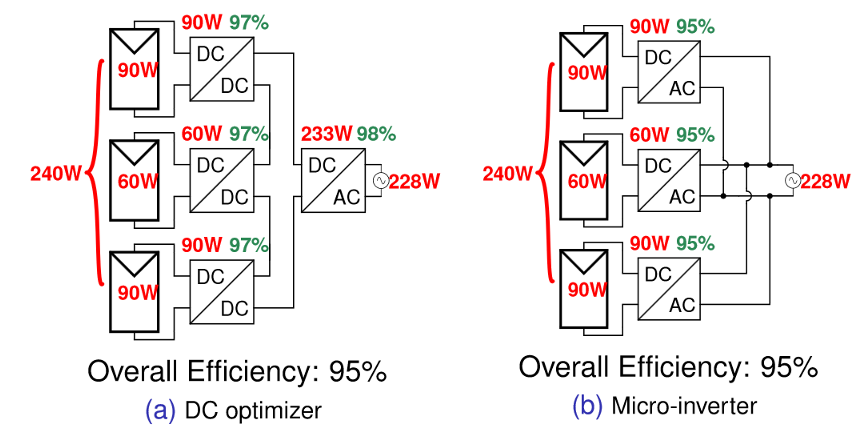 90W 97%
DC
DC
90W
60W 97%
DC
DC
60W
240W
233W 98%
DC
AC
228W
90W 97%
DC
DC
90W
Overall Efficiency: 95%
(a) DC optimizer
90W 95%
DC
AC
90W
60W 95%
DC
AC
60W
240W
228W
90W 95%
DC
AC
90W
Overall Efficiency: 95%
(b) Micro-inverter